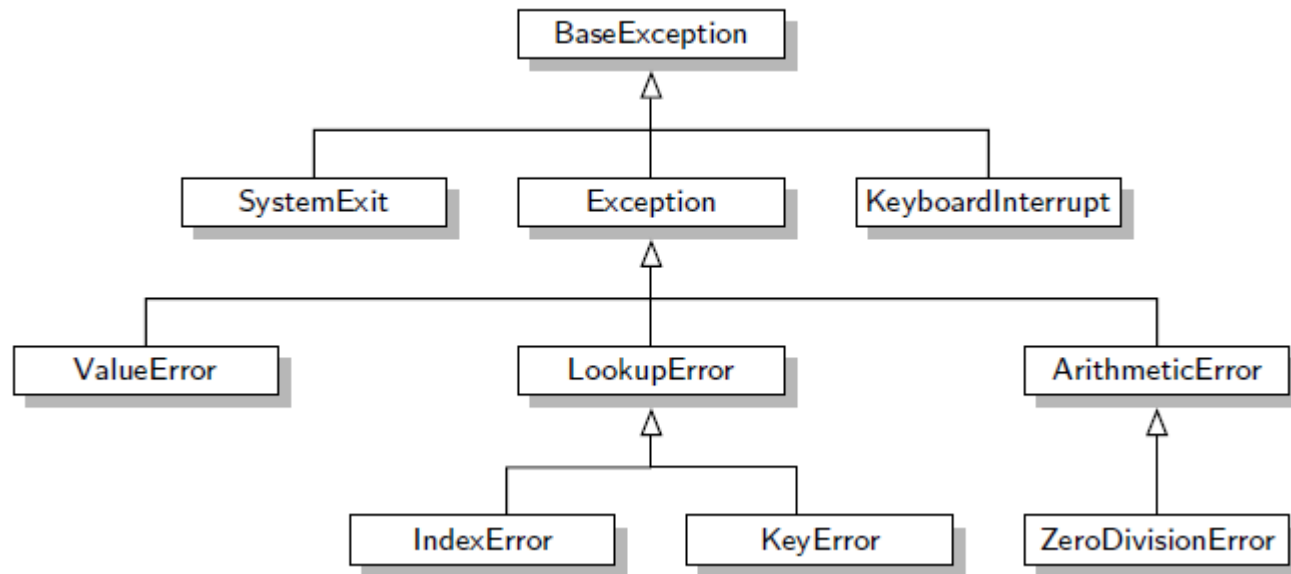 BaseException
SystemExit
Exception
KeyboardInterrupt
ValueError
LookupError
ArithmeticError
IndexError
KeyError
ZeroDivisionError